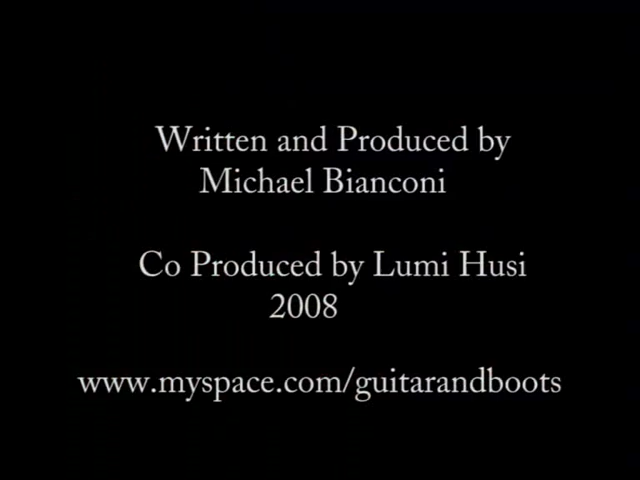 Written and Produced by
Michael Bianconi
Co Produced by Lumi Husi
2008
www.myspace.com/guitarandboots